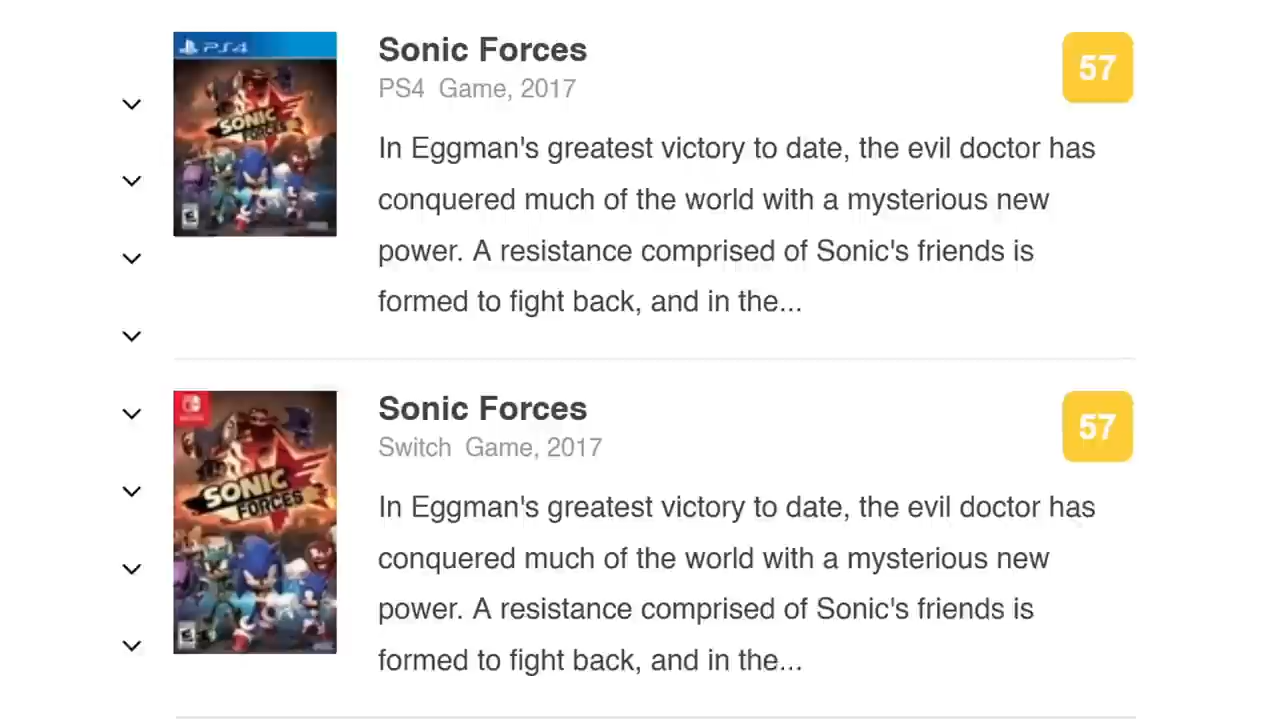 PS4
SONIC
FORCES
Sonic Forces
PS4 Game, 2017
57
In Eggman's greatest victory to date, the evil doctor has
conquered much of the world with a mysterious new
power. A resistance comprised of Sonic's friends is
formed to fight back, and in the...
SONIC
FORCES
Sonic Forces
Switch Game, 2017
57
In Eggman's greatest victory to date, the evil doctor has
conquered much of the world with a mysterious new
power. A resistance comprised of Sonic's friends is
formed to fight back, and in the...